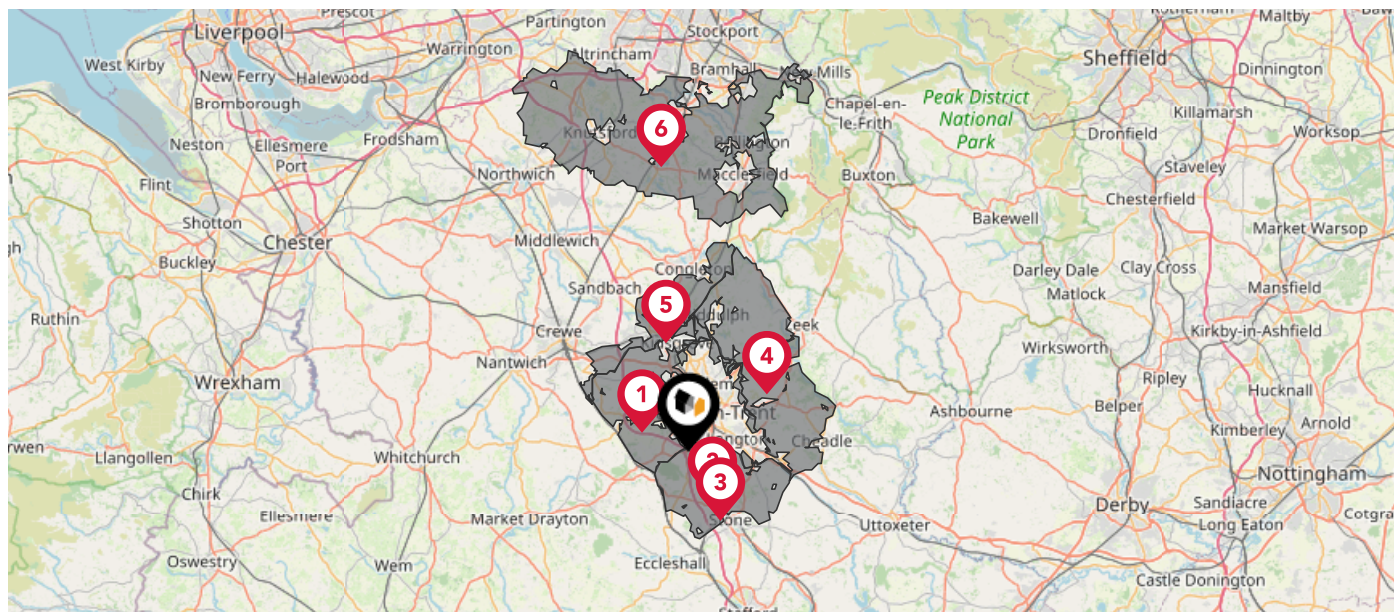 Prescot
Partington
Rotherham
Maltby
Liverpool
Stockport
West Kirby
Warrington
Altrincham
Sheffield
New Ferry
Halewood
Bramhall
Mills
Dinnington
Bromborough
Chapel-en-
le-Frith
Peak District
National
Park
Killamarsh
Knutsford
6
Neston
Frodsham
Dronfield
Worksop
Ellesmere
Port
Bollington
Staveley
Flint
Northwich
Macclesfield
Buxton
Chesterfield
Shotton
Bakewell
Market Warsop
Chester
Middlewich
Buckley
Congleton
Darley Dale
Clay Cross
Sandbach
Matlock
Mansfield
5
Ruthin
Crewe
Leek
Kirkby-in-Ashfield
Nantwich
4
Wirksworth
Wrexham
Ripley
Hucknall
1
Ashbourne
Belper
Arnold
n-Trent
Kimberley
Cheadle
Llangollen
Whitchurch
2
Nottingham
3
Chirk
Derby
Sandiacre
Ellesmere
Market Drayton
Stone
Uttoxeter
Long Eaton
Oswestry
Wem
Eccleshall
Castle Donington
Stafford